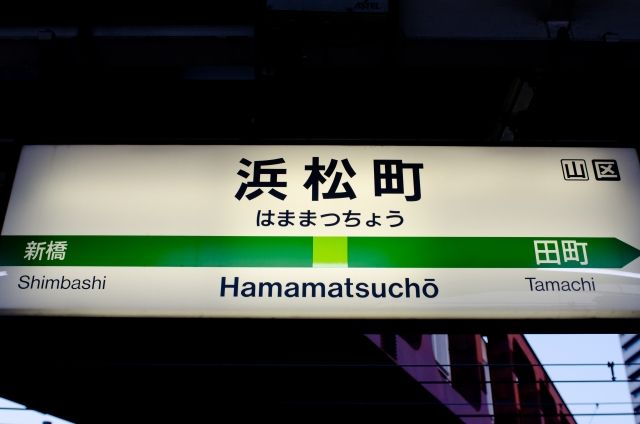 浜松町
山 区
はままつちょう
新橋
田町
Shimbashi
Hamamatsuchō
Tamachi